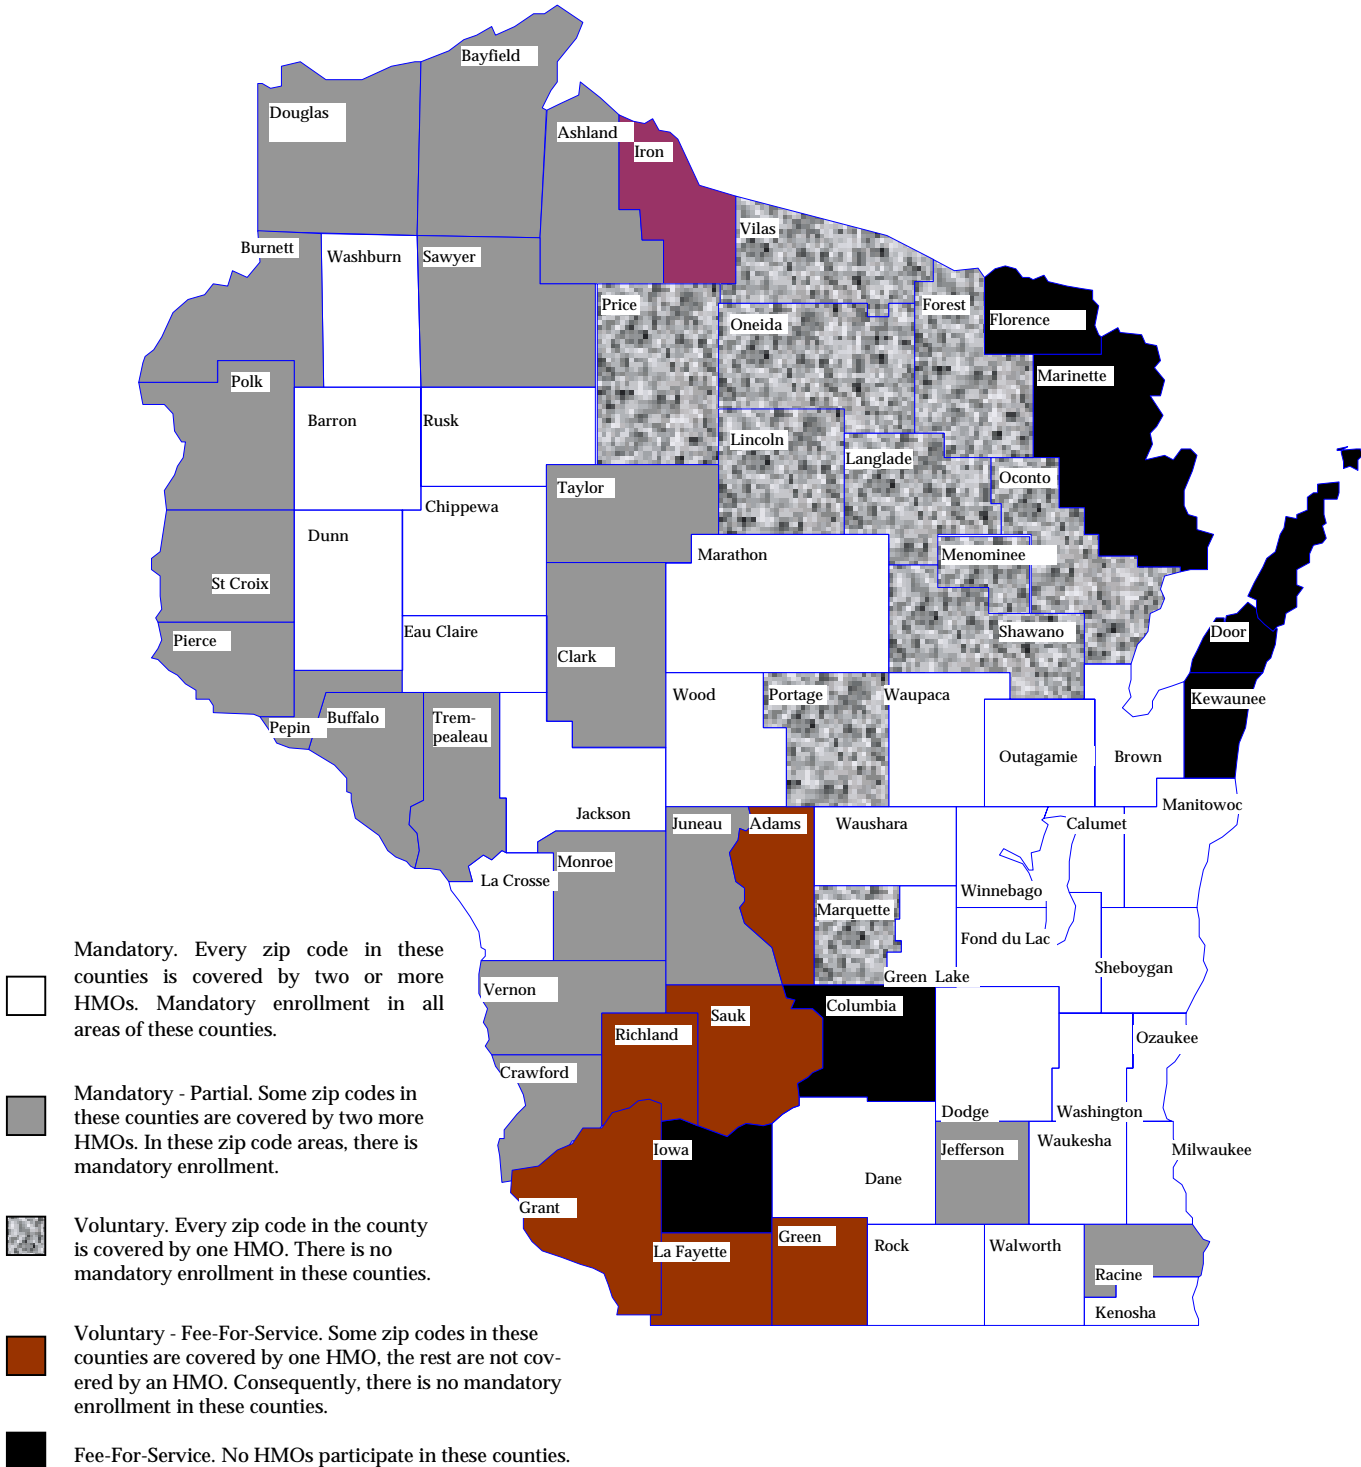 Bayfield
Douglas
Ashland
Iron
Vilas
Burnett
Washburn
Sawyer
Price
Oneida
Forest
Florence
Polk
Marinette
Barron
Rusk
Lincoln
Langlade
Oconto
Taylor
Chippewa
Dunn
Marathon
Menominee
St Croix
Eau Claire
Shawano
Door
Pierce
Clark
Wood
Portage
Waupaca
Kewaunee
Pepin
Buffalo
Trem-
pealeau
Outagamie
Brown
Jackson
Manitowoc
Juneau
Adams
Waushara
Calumet
Monroe
La Crosse
Winnebago
Marquette
Fond du Lac
Green Lake
Sheboygan
Vernon
Columbia
Sauk
Richland
Ozaukee
Crawford
Dodge
Washington
Iowa
Jefferson
Waukesha
Milwaukee
Dane
Grant
La Fayette
Green
Rock
Walworth
Racine
Kenosha
Mandatory. Every zip code in these
counties is covered by two or more
HMOs. Mandatory enrollment in all
areas of these counties.
Mandatory - Partial. Some zip codes in
these counties are covered by two more
HMOs. In these zip code areas, there is
mandatory enrollment.
Voluntary. Every zip code in the county
is covered by one HMO. There is no
mandatory enrollment in these counties.
Voluntary - Fee-For-Service. Some zip codes in these
counties are covered by one HMO, the rest are not cov-
ered by an HMO. Consequently, there is no mandatory
enrollment in these counties.
Fee-For-Service. No HMOs participate in these counties.